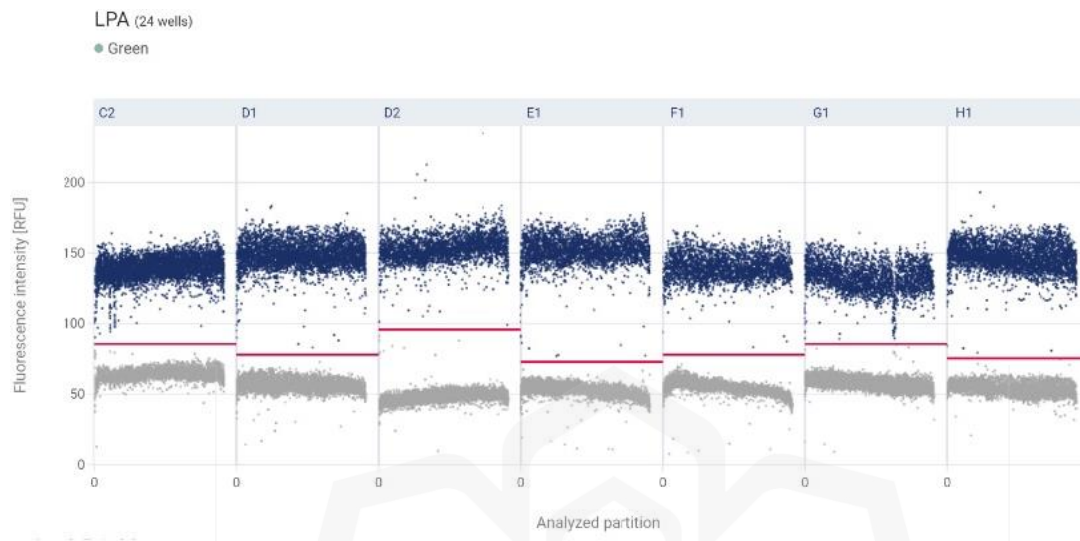 LPA (24 wells)
Green
C2 D1 D2 E1 F1 G1 H1
Fluorescence intensity [RFU]
200
150
100
50
0
0 0 0 0 0 0 0
Analyzed partition